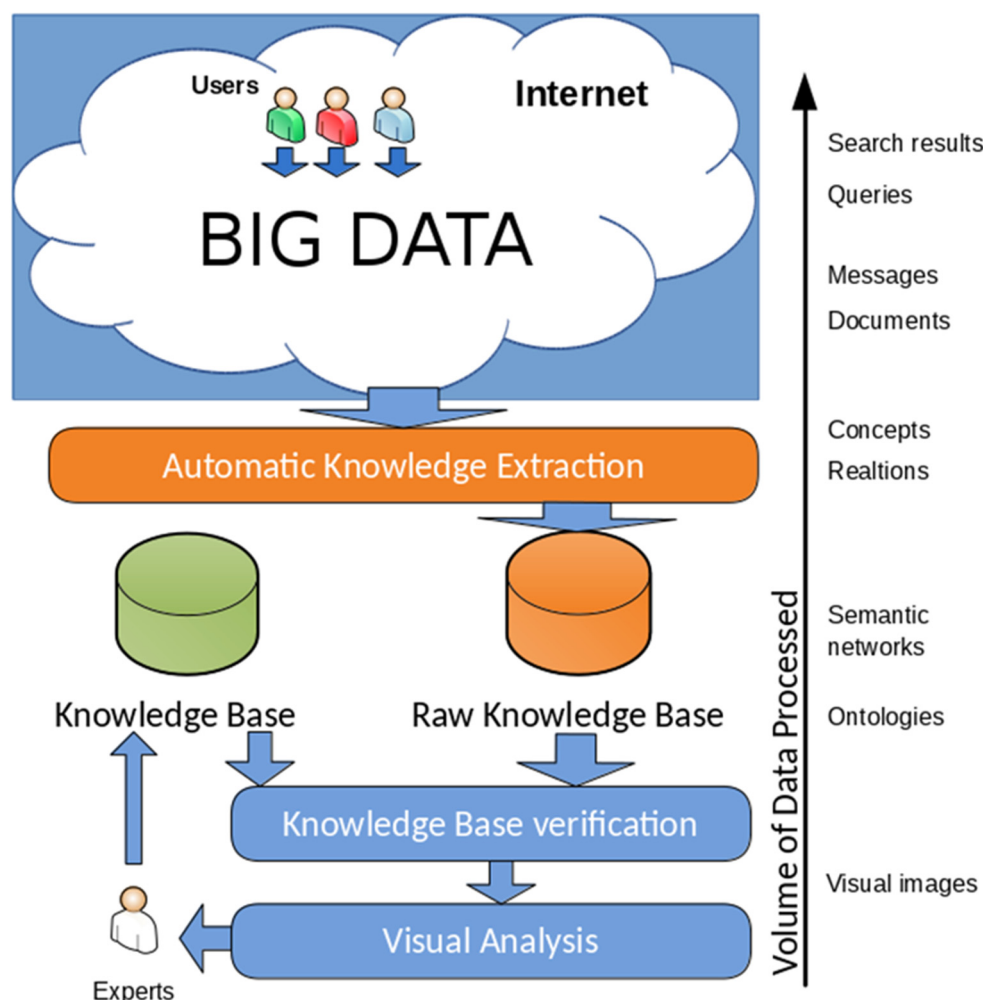 Users
Internet
BIG DATA
Automatic Knowledge Extraction
Knowledge Base
Raw Knowledge Base
Knowledge Base verification
Visual Analysis
Experts
Volume of Data Processed
Search results
Queries
Messages
Documents
Concepts
Realtions
Semantic
networks
Ontologies
Visual images